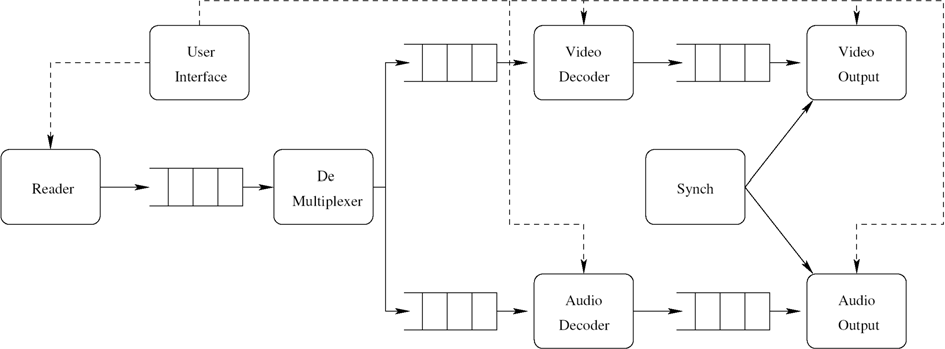 User
Interface
Video
Decoder
Video
Output
Reader
De
Multiplexer
Synch
Audio
Decoder
Audio
Output